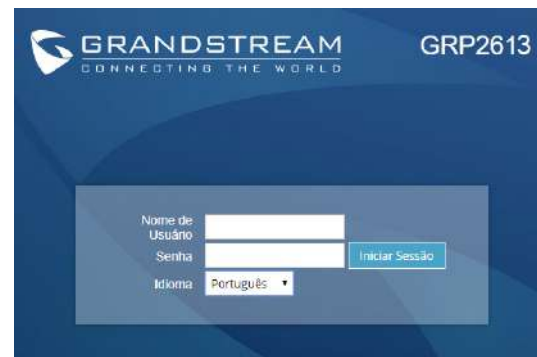 GRANDSTREAM
CONNECTING THE WORLD
GRP2613
Nome de
Usuário
Senha
Iniciar Sessão
Idioma
Português